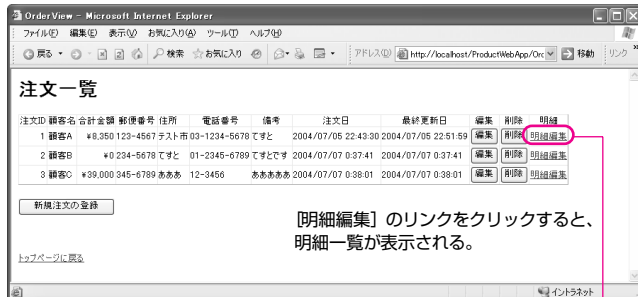 OrderView - Microsoft Internet Explorer
ファイル(F) 編集(E) 表示(V) お気に入り(A) ツール(T) ヘルプ(H)
戻る 検索 お気に入り アドレス(D) http://localhost/ProductWebApp/Orc 移動 リンク
注文一覧
注文ID 顧客名 合計金額 郵便番号 住所 電話番号 備考 注文日 最終更新日 編集 削除 明細
1 顧客A ¥8,350 123-4567 テスト市 03-1234-5678 てすと 2004/07/05 22:43:30 2004/07/05 22:51:59 編集 削除 明細編集
2 顧客B ¥0 234-5678 てすと 01-2345-6789 てすとです 2004/07/07 0:37:41 2004/07/07 0:37:41 編集 削除 明細編集
3 顧客C ¥39,000 345-6789 あああ 12-3456 あああああ 2004/07/07 0:38:01 2004/07/07 0:38:01 編集 削除 明細編集
新規注文の登録
[明細編集]のリンクをクリックすると、
明細一覧が表示される。
トップページに戻る
イントラネット